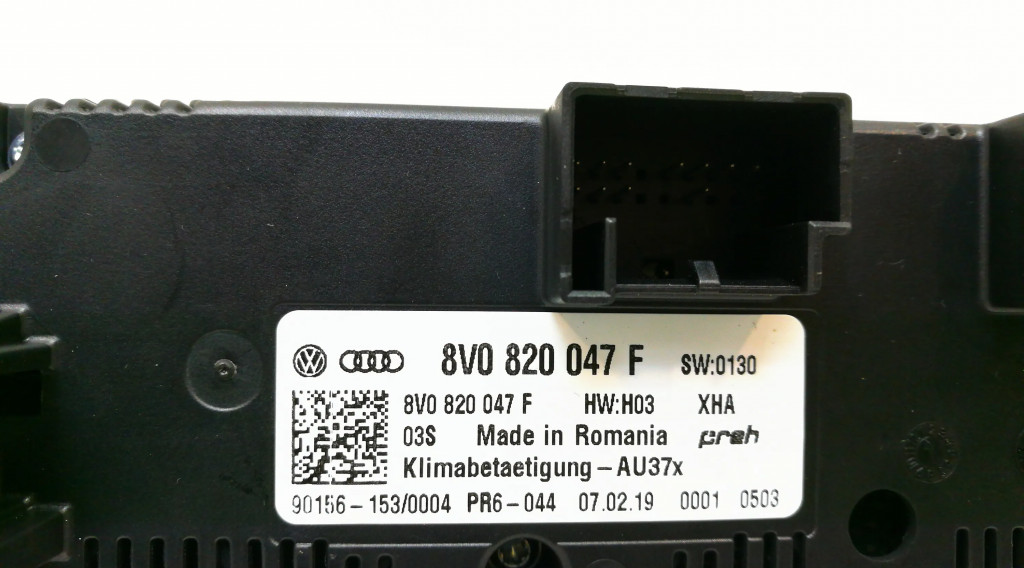 8V0 820 047 F SW:0130
8V0 820 047 F HW:H03 XHA
03S Made in Romania preh
Klimabetaetigung-AU37x
90156-153/0004 PR6-044 07.02.19 0001 0503